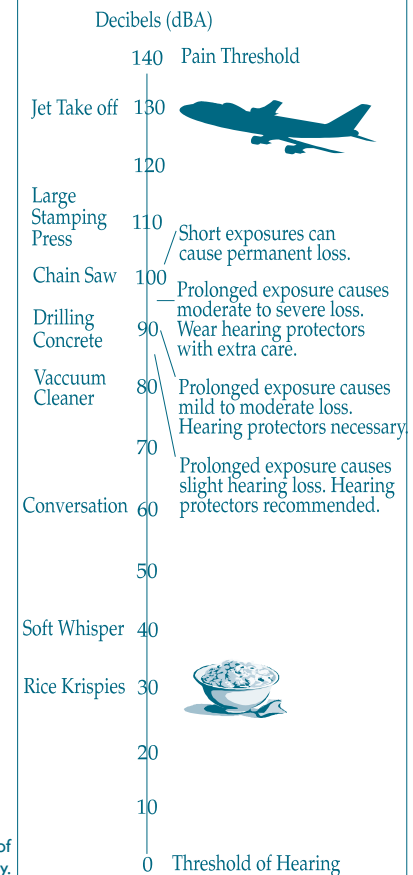 Decibels (dBA)
140 Pain Threshold
Jet Take off 130
120
Large
Stamping
Press
110
Short exposures can
cause permanent loss.
Chain Saw 100
Prolonged exposure causes
moderate to severe loss.
Wear hearing protectors
with extra care.
Drilling
Concrete
90
Vaccuum
Cleaner
80
Prolonged exposure causes
mild to moderate loss.
Hearing protectors necessary.
70
Prolonged exposure causes
slight hearing loss. Hearing
protectors recommended.
Conversation 60
50
Soft Whisper 40
Rice Krispies 30
20
10
of
y.
0 Threshold of Hearing